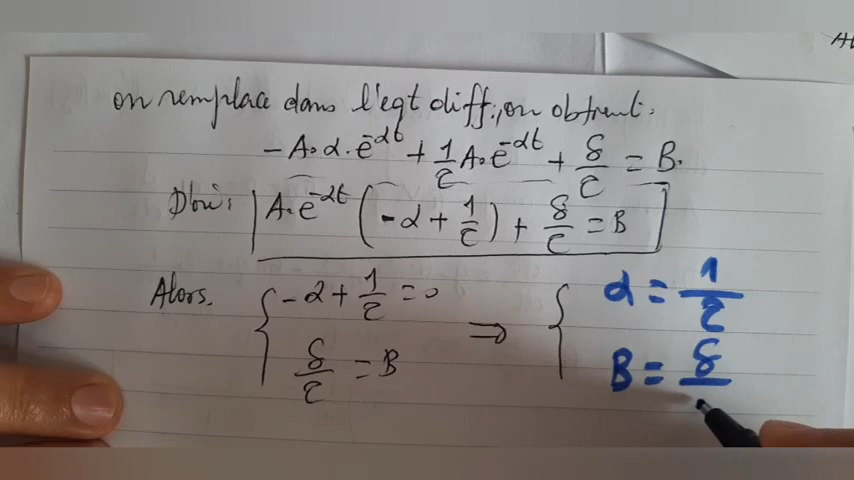 on remplace dans l'eqt diff:, on obtient:
-A.α.e^-αt + 1/τ A.e^-αt + δ/τ = B.
D'où: A.e^-αt (-α + 1/τ) + δ/τ = B
Alors. { -α + 1/τ = 0 ⇒ { α = 1/τ
δ/τ = B B = δ/